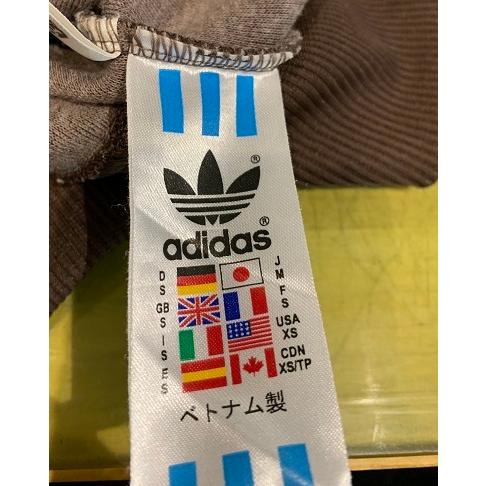 adidas
D J
S M
GB F
S S
I USA
S XS
E CDN
S XS/TP
ベトナム製